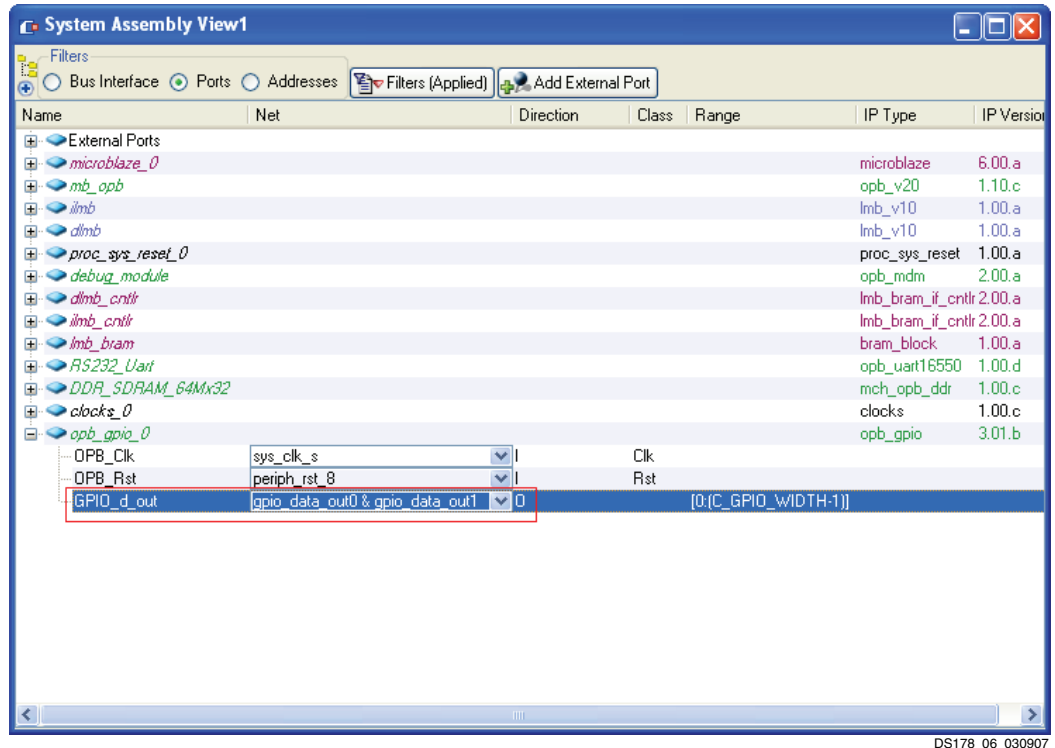 System Assembly View1
Filters
Bus Interface Ports Addresses Filters (Applied) Add External Port
Name Net Direction Class Range IP Type IP Version
External Ports
microblaze_0 microblaze 6.00.a
mb_opb opb_v20 1.10.c
ilmb lmb_v10 1.00.a
dlmb lmb_v10 1.00.a
proc_sys_reset_0 proc_sys_reset 1.00.a
debug_module opb_mdm 2.00.a
dlmb_cntlr lmb_bram_if_cntlr 2.00.a
ilmb_cntlr lmb_bram_if_cntlr 2.00.a
lmb_bram bram_block 1.00.a
RS232_Uart opb_uart16550 1.00.d
DDR_SDRAM_64Mx32 mch_opb_ddr 1.00.c
clocks_0 clocks 1.00.c
opb_gpio_0 opb_gpio 3.01.b
OPB_Clk sys_clk_s I Clk
OPB_Rst periph_rst_8 I Rst
GPIO_d_out gpio_data_out0 & gpio_data_out1 O [0:(C_GPIO_WIDTH-1)]
DS178_06_030907